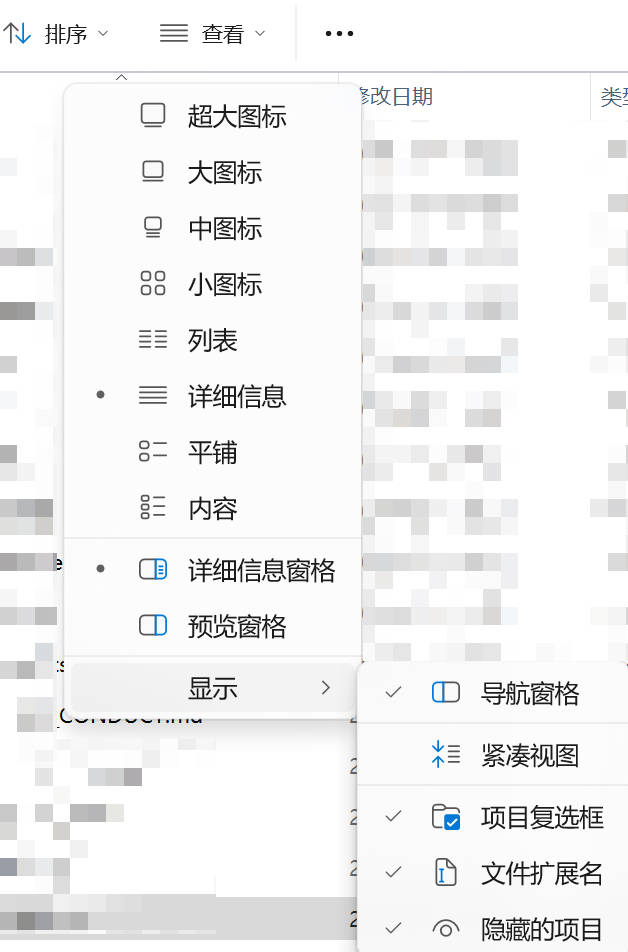 排序
查看
修改日期
类型
超大图标
大图标
中图标
小图标
列表
详细信息
平铺
内容
详细信息窗格
预览窗格
显示
_CONDUCT.md
导航窗格
紧凑视图
项目复选框
文件扩展名
隐藏的项目